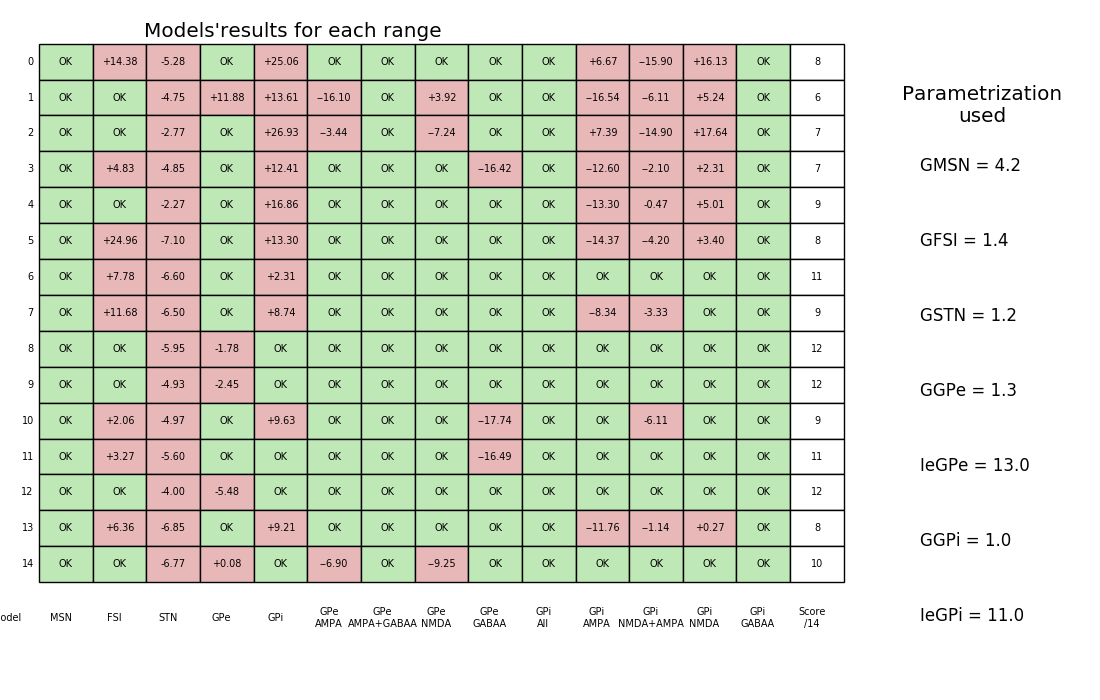 Models'results for each range
0 OK +14.38 -5.28 OK +25.06 OK OK OK OK OK +6.67 --15.90 +16.13 OK 8
1 OK OK -4.75 +11.88 +13.61 --16.10 OK +3.92 OK OK --16.54 --6.11 +5.24 OK 6
2 OK OK -2.77 OK +26.93 --3.44 OK --7.24 OK OK +7.39 --14.90 +17.64 OK 7
3 OK +4.83 -4.85 OK +12.41 OK OK OK --16.42 OK --12.60 --2.10 +2.31 OK 7
4 OK OK -2.27 OK +16.86 OK OK OK OK OK --13.30 -0.47 +5.01 OK 9
5 OK +24.96 -7.10 OK +13.30 OK OK OK OK OK --14.37 --4.20 +3.40 OK 8
6 OK +7.78 -6.60 OK +2.31 OK OK OK OK OK OK OK OK OK 11
7 OK +11.68 -6.50 OK +8.74 OK OK OK OK OK --8.34 -3.33 OK OK 9
8 OK OK -5.95 -1.78 OK OK OK OK OK OK OK OK OK OK 12
9 OK OK -4.93 -2.45 OK OK OK OK OK OK OK OK OK OK 12
10 OK +2.06 -4.97 OK +9.63 OK OK OK --17.74 OK OK -6.11 OK OK 9
11 OK +3.27 -5.60 OK OK OK OK OK --16.49 OK OK OK OK OK 11
12 OK OK -4.00 -5.48 OK OK OK OK OK OK OK OK OK OK 12
13 OK +6.36 -6.85 OK +9.21 OK OK OK OK OK --11.76 --1.14 +0.27 OK 8
14 OK OK -6.77 +0.08 OK --6.90 OK --9.25 OK OK OK OK OK OK 10
GPe GPe GPe GPe GPi GPi GPi GPi GPi Score
odel MSN FSI STN GPe GPi
AMPA AMPA+GABAA NMDA GABAA All AMPA NMDA+AMPA NMDA GABAA /14
Parametrization
used
GMSN = 4.2
GFSI = 1.4
GSTN = 1.2
GGPe = 1.3
IeGPe = 13.0
GGPi = 1.0
IeGPi = 11.0